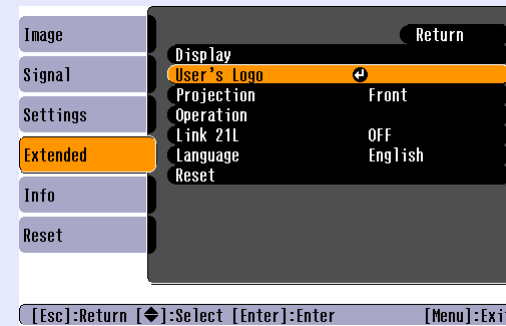 Image
Signal
Settings
Extended
Info
Reset
Return
Display
User's Logo
Projection Front
Operation
Link 21L OFF
Language English
Reset
[Esc]:Return [◆]:Select [Enter]:Enter [Menu]:Exi